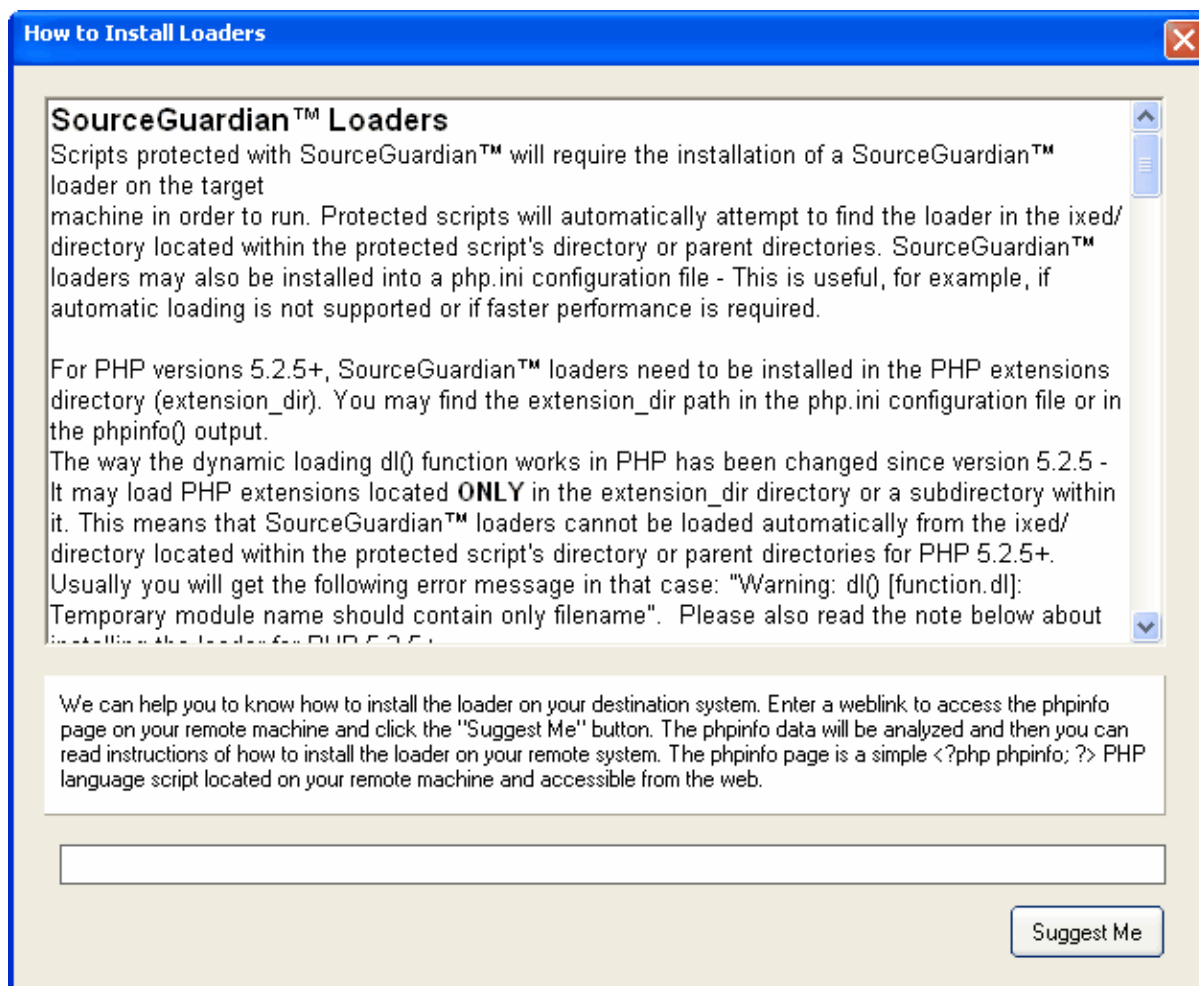 How to Install Loaders
SourceGuardian™ Loaders
Scripts protected with SourceGuardian™ will require the installation of a SourceGuardian™
loader on the target
machine in order to run. Protected scripts will automatically attempt to find the loader in the ixed/
directory located within the protected script's directory or parent directories. SourceGuardian™
loaders may also be installed into a php.ini configuration file - This is useful, for example, if
automatic loading is not supported or if faster performance is required.
For PHP versions 5.2.5+, SourceGuardian™ loaders need to be installed in the PHP extensions
directory (extension_dir). You may find the extension_dir path in the php.ini configuration file or in
the phpinfo() output.
The way the dynamic loading dl() function works in PHP has been changed since version 5.2.5 -
It may load PHP extensions located ONLY in the extension_dir directory or a subdirectory within
it. This means that SourceGuardian™ loaders cannot be loaded automatically from the ixed/
directory located within the protected script's directory or parent directories for PHP 5.2.5+.
Usually you will get the following error message in that case: "Warning: dl() [function.dl]:
Temporary module name should contain only filename".  Please also read the note below about
installing the loader for PHP 5.2.5+
We can help you to know how to install the loader on your destination system. Enter a weblink to access the phpinfo
page on your remote machine and click the "Suggest Me" button. The phpinfo data will be analyzed and then you can
read instructions of how to install the loader on your remote system. The phpinfo page is a simple <?php phpinfo; ?> PHP
language script located on your remote machine and accessible from the web.
Suggest Me